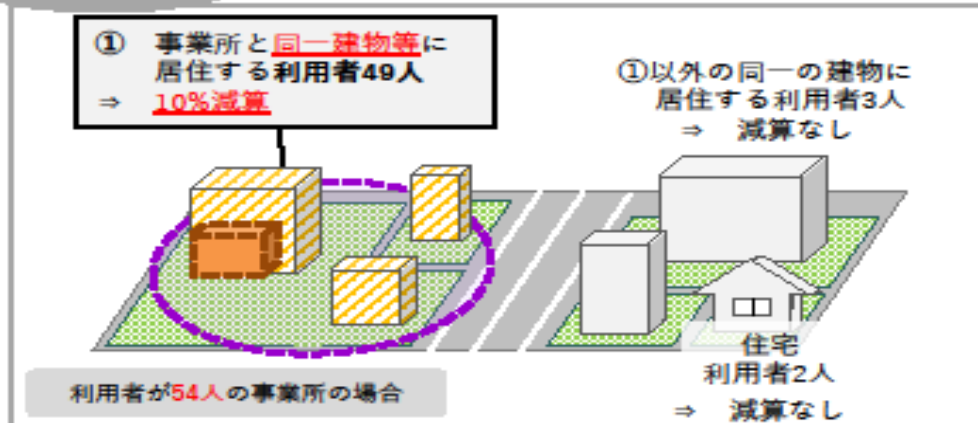 ① 事業所と同一建物等に
居住する利用者49人
⇒ 10%減算
①以外の同一の建物に
居住する利用者3人
⇒ 減算なし
住宅
利用者2人
⇒ 減算なし
利用者が54人の事業所の場合